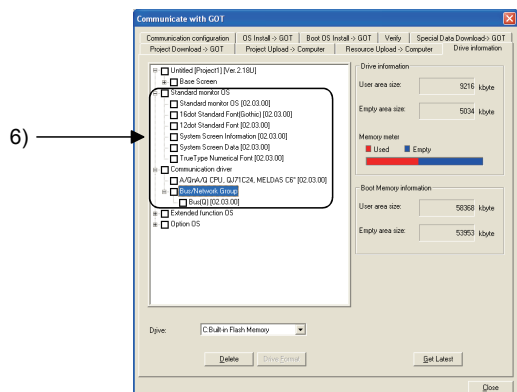 Communicate with GOT
Communication configuration OS Install -> GOT Boot OS Install -> GOT Verify Special Data Download-> GOT
Project Download -> GOT Project Upload -> Computer Resource Upload -> Computer Drive information
Untitled [Project1] [Ver.2.18U]
Base Screen
Standard monitor OS
Standard monitor OS [02.03.00]
16dot Standard Font(Gothic) [02.03.00]
12dot Standard Font [02.03.00]
System Screen Information [02.03.00]
System Screen Data [02.03.00]
TrueType Numerical Font [02.03.00]
Communication driver
A/QnA/Q CPU, QJ71C24, MELDAS C6* [02.03.00]
Bus/Network Group
Bus(Q) [02.03.00]
Extended function OS
Option OS
6)
Drive information
User area size: 9216 kbyte
Empty area size: 5034 kbyte
Memory meter
Used Empty
Boot Memory information
User area size: 58368 kbyte
Empty area size: 53953 kbyte
Drive: C:Built-in Flash Memory
Delete Drive Format Get Latest
Close